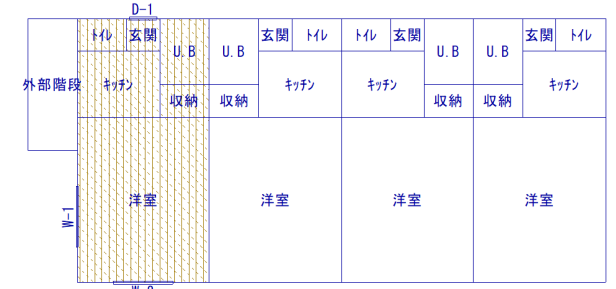 D-1
トイレ 玄関 U.B U.B 玄関 トイレ トイレ 玄関 U.B U.B 玄関 トイレ
外部階段 キッチン キッチン キッチン キッチン
収納 収納 収納 収納
洋室 洋室 洋室 洋室
W-1